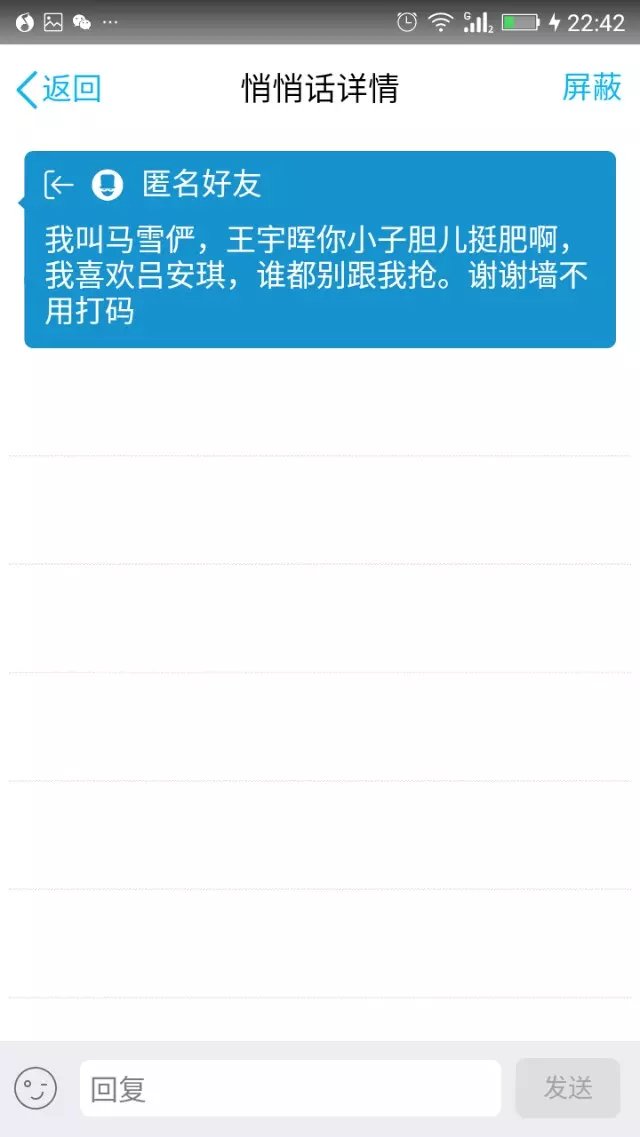 22:42
返回
悄悄话详情
屏蔽
匿名好友
我叫马雪俨，王宇晖你小子胆儿挺肥啊，
我喜欢吕安琪，谁都别跟我抢。谢谢墙不
用打码
回复
发送